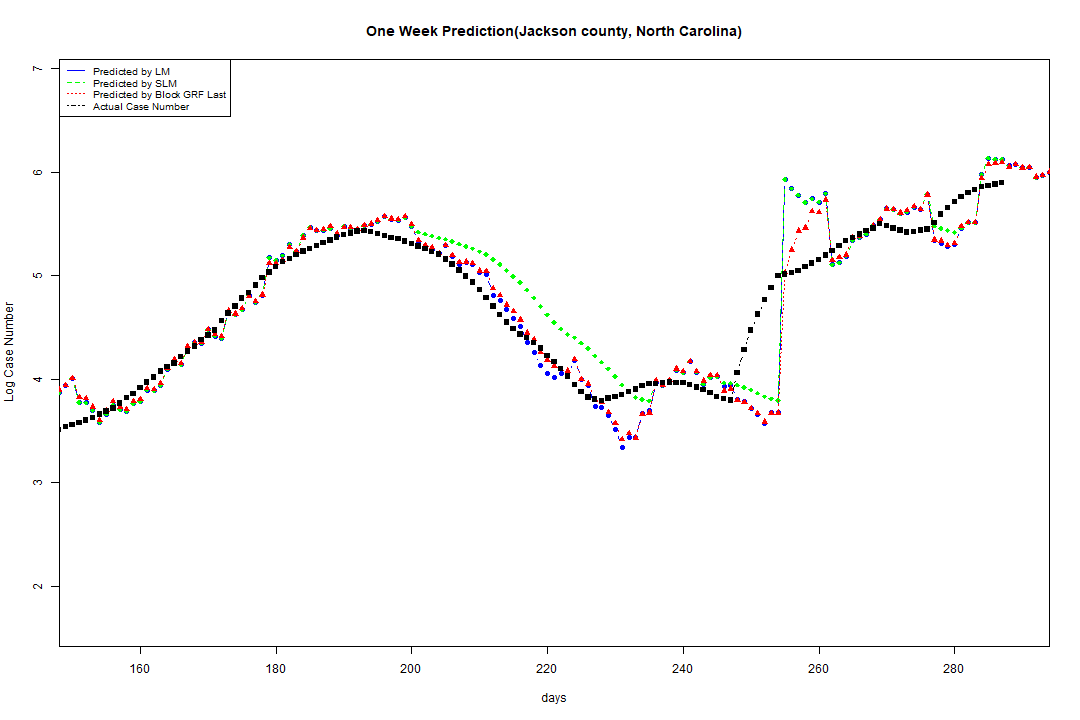 One Week Prediction(Jackson county, North Carolina)
Predicted by LM
Predicted by SLM
Predicted by Block GRF Last
Actual Case Number
7
6
5
4
3
2
Log Case Number
160 180 200 220 240 260 280
days